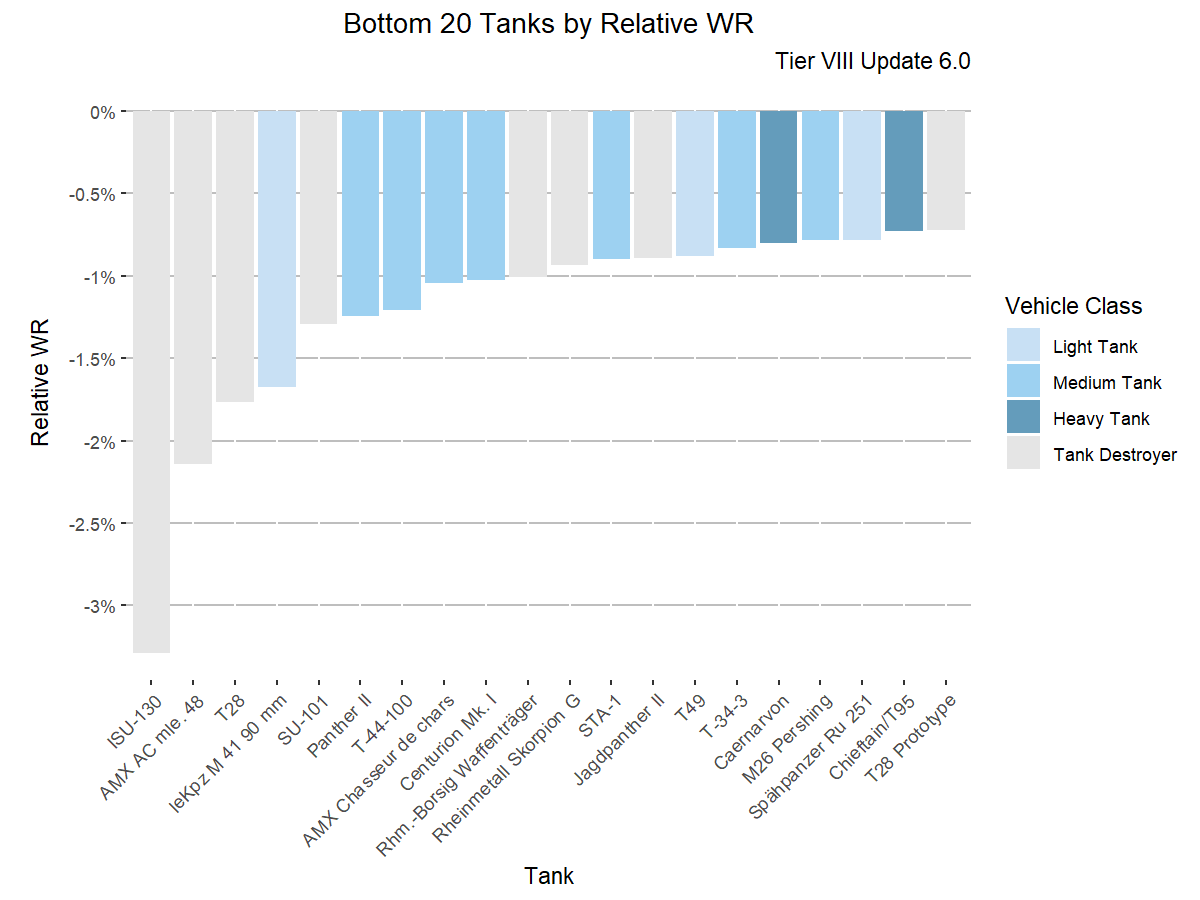 Bottom 20 Tanks by Relative WR
Tier VIII Update 6.0
Relative WR
0%
-0.5%
-1%
-1.5%
-2%
-2.5%
-3%
ISU-130
AMX AC mle. 48
T28
leKpz M 41 90 mm
SU-101
Panther II
T-44-100
AMX Chasseur de chars
Centurion Mk. I
Rhm.-Borsig Waffenträger
Rheinmetall Skorpion G
STA-1
Jagdpanther II
T49
T-34-3
Caernarvon
M26 Pershing
Spähpanzer Ru 251
Chieftain/T95
T28 Prototype
Tank
Vehicle Class
Light Tank
Medium Tank
Heavy Tank
Tank Destroyer